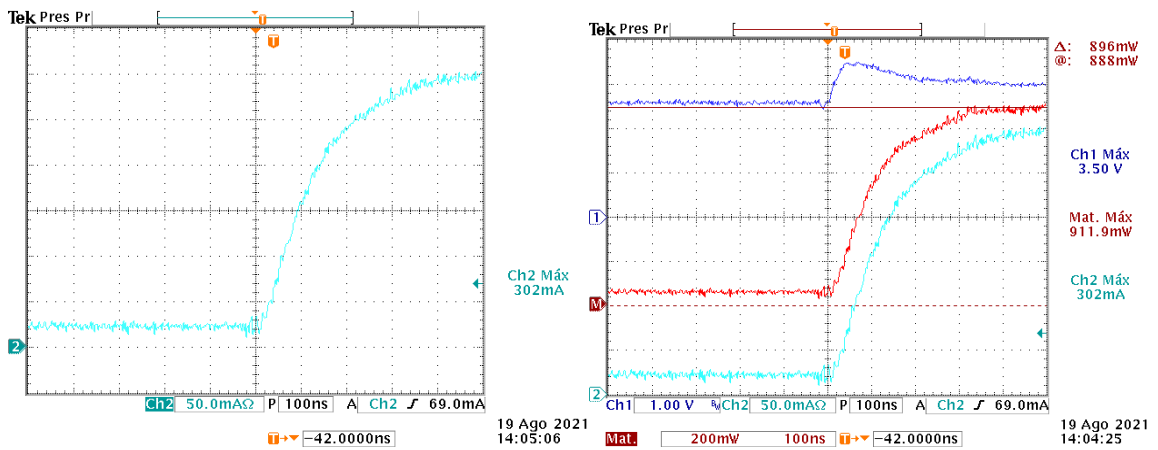 Tek Pres Pr
T
T
2
Ch2 Máx
302mA
Ch2 50.0mAΩ P 100ns A Ch2 ƒ 69.0mA
T→▼ −42.0000ns
19 Ago 2021
14:05:06
Tek Pres Pr
T
T
Δ: 896mW
@: 888mW
Ch1 Máx
3.50 V
1
Mat. Máx
911.9mW
Ch2 Máx
302mA
M
2
Ch1 1.00 V BW Ch2 50.0mAΩ P 100ns A Ch2 ƒ 69.0mA
Mat. 200mW 100ns T→▼ −42.0000ns
19 Ago 2021
14:04:25